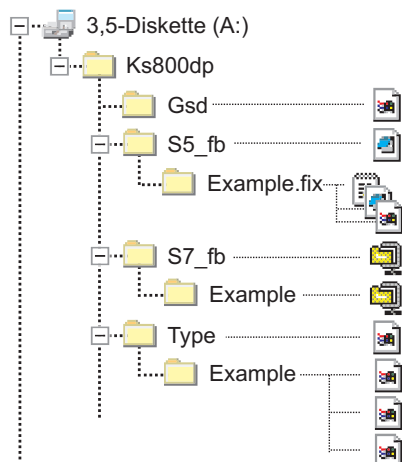 3,5-Diskette (A:)
Ks800dp
Gsd
S5_fb
Example.fix
S7_fb
Example
Type
Example